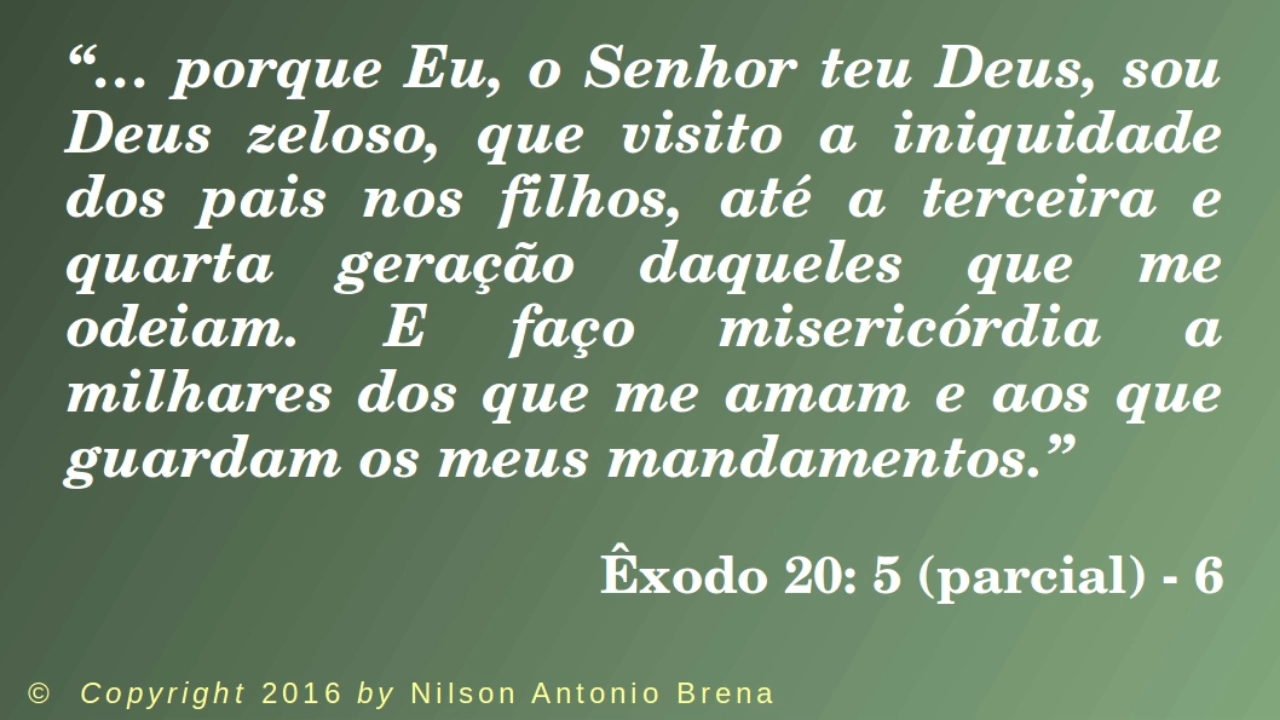 “... porque Eu, o Senhor teu Deus, sou
Deus zeloso, que visito a iniquidade
dos pais nos filhos, até a terceira e
quarta geração daqueles que me
odeiam. E faço misericórdia a
milhares dos que me amam e aos que
guardam os meus mandamentos.”
Êxodo 20: 5 (parcial) - 6
© Copyright 2016 by Nilson Antonio Brena